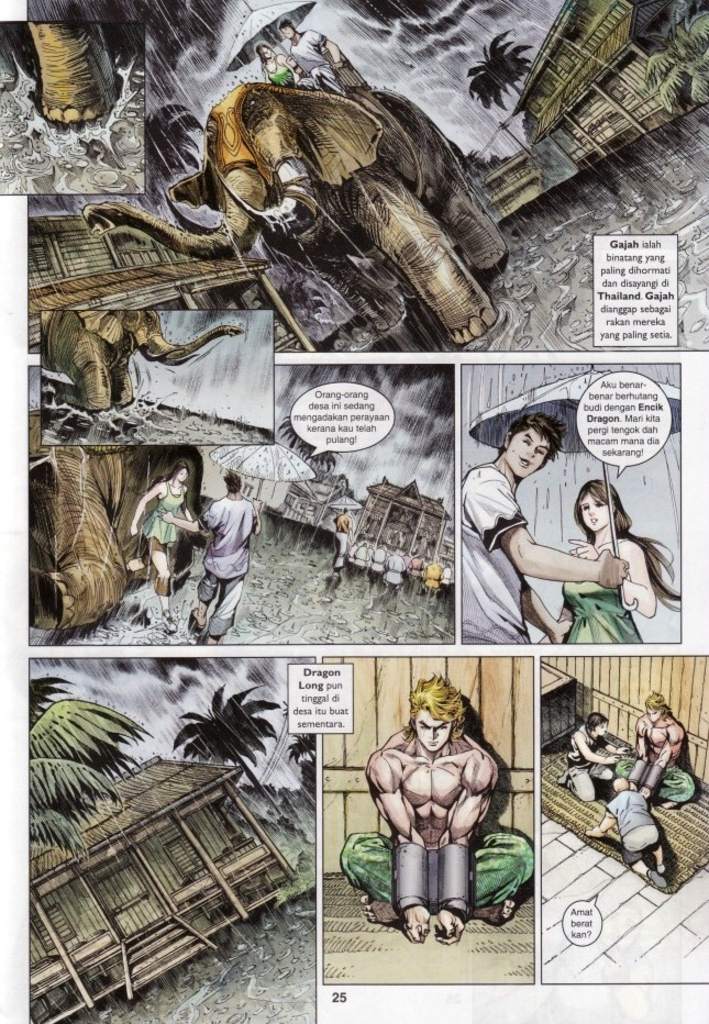 Gajah ialah
binatang yang
paling dihormati
dan disayangi di
Thailand. Gajah
dianggap sebagai
rakan mereka
yang paling setia.
Orang-orang
desa ini sedang
mengadakan perayaan
kerana kau telah
pulang!
Aku benar-
benar berhutang
budi dengan Encik
Dragon. Mari kita
pergi tengok dah
macam mana dia
sekarang!
Dragon
Long pun
tinggal di
desa itu buat
sementara.
Amat
berat
kan?
25